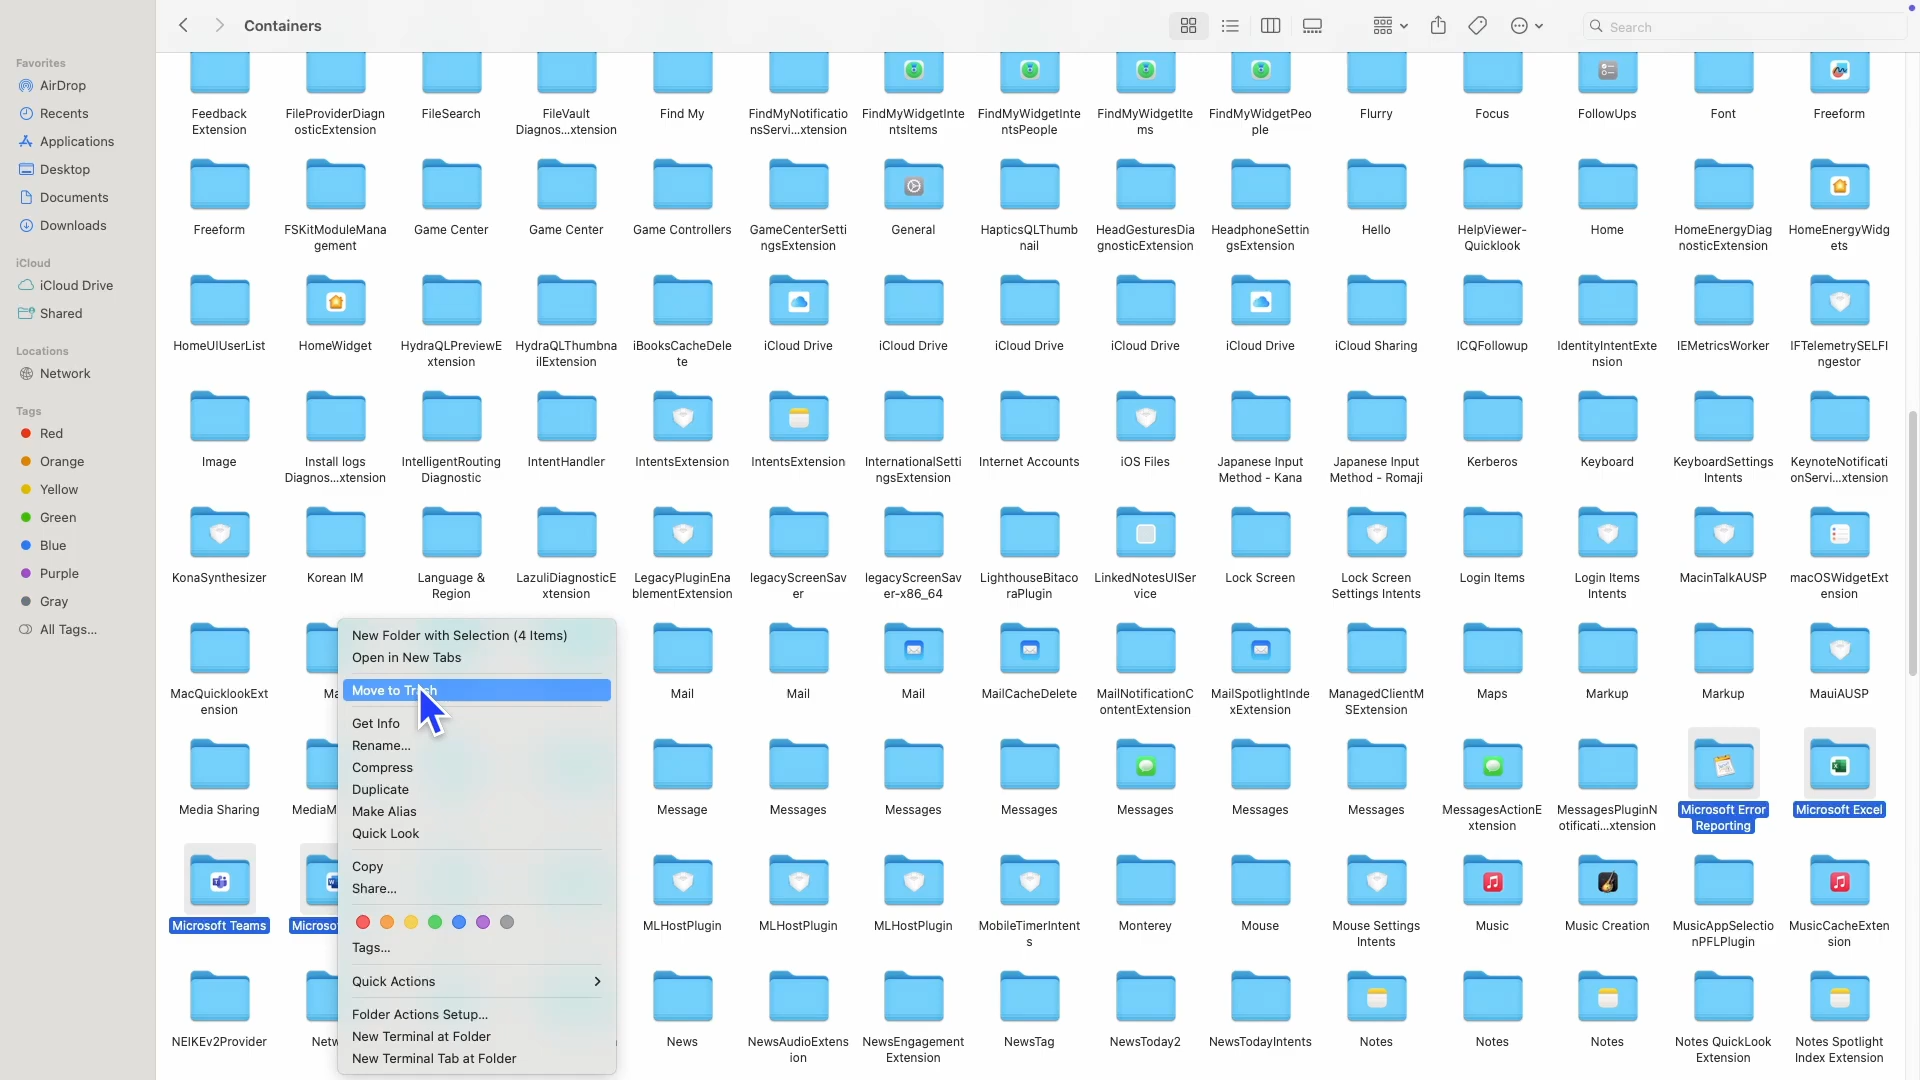 Containers
Search
Favorites
AirDrop
Recents
Applications
Desktop
Documents
Downloads
iCloud
iCloud Drive
Shared
Locations
Network
Tags
Red
Orange
Yellow
Green
Blue
Purple
Gray
All Tags...
Feedback Extension
FileProviderDiagnosticExtension
FileSearch
FileVault Diagnos...xtension
Find My
FindMyNotificationsServi...xtension
FindMyWidgetIntentsItems
FindMyWidgetIntentsPeople
FindMyWidgetItems
FindMyWidgetPeople
Flurry
Focus
FollowUps
Font
Freeform
Freeform
FSKitModuleManagement
Game Center
Game Center
Game Controllers
GameCenterSettingsExtension
General
HapticsQLThumbnail
HeadGesturesDiagnosticExtension
HeadphoneSettingsExtension
Hello
HelpViewer-Quicklook
Home
HomeEnergyDiagnosticExtension
HomeEnergyWidgets
HomeUIUserList
HomeWidget
HydraQLPreviewExtension
HydraQLThumbnailExtension
iBooksCacheDelete
iCloud Drive
iCloud Drive
iCloud Drive
iCloud Drive
iCloud Drive
iCloud Sharing
ICQFollowup
IdentityIntentExtension
IEMetricsWorker
IFTelemetrySELFIngestor
Image
Install logs Diagnos...xtension
IntelligentRoutingDiagnostic
IntentHandler
IntentsExtension
IntentsExtension
InternationalSettingsExtension
Internet Accounts
iOS Files
Japanese Input Method - Kana
Japanese Input Method - Romaji
Kerberos
Keyboard
KeyboardSettingsIntents
KeynoteNotificationServi...xtension
KonaSynthesizer
Korean IM
Language & Region
LazuliDiagnosticExtension
LegacyPluginEnablementExtension
legacyScreenSaver
legacyScreenSaver-x86_64
LighthouseBitacoraPlugin
LinkedNotesUIService
Lock Screen
Lock Screen Settings Intents
Login Items
Login Items Intents
MacinTalkAUSP
macOSWidgetExtension
MacQuicklookExtension
Ma
Mail
Mail
Mail
MailCacheDelete
MailNotificationContentExtension
MailSpotlightIndexExtension
ManagedClientMSExtension
Maps
Markup
Markup
MauiAUSP
Media Sharing
MediaM
Message
Messages
Messages
Messages
Messages
Messages
Messages
MessagesActionExtension
MessagesPluginNotificati...xtension
Microsoft Error Reporting
Microsoft Excel
Microsoft Teams
Microso
MLHostPlugin
MLHostPlugin
MLHostPlugin
MobileTimerIntents
Monterey
Mouse
Mouse Settings Intents
Music
Music Creation
MusicAppSelectionPFLPlugin
MusicCacheExtension
NEIKEv2Provider
Netw
News
NewsAudioExtension
NewsEngagementExtension
NewsTag
NewsToday2
NewsTodayIntents
Notes
Notes
Notes
Notes QuickLook Extension
Notes Spotlight Index Extension
New Folder with Selection (4 Items)
Open in New Tabs
Move to Trash
Get Info
Rename...
Compress
Duplicate
Make Alias
Quick Look
Copy
Share...
Tags...
Quick Actions
Folder Actions Setup...
New Terminal at Folder
New Terminal Tab at Folder